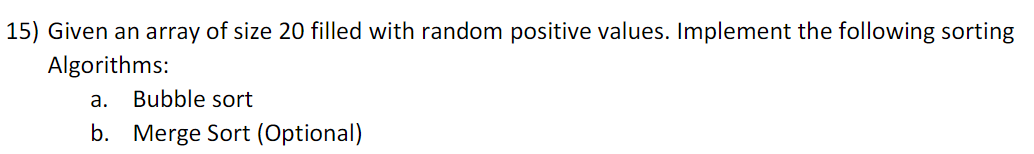 15) Given an array of size 20 filled with random positive values. Implement the following sorting
Algorithms:
a. Bubble sort
b. Merge Sort (Optional)